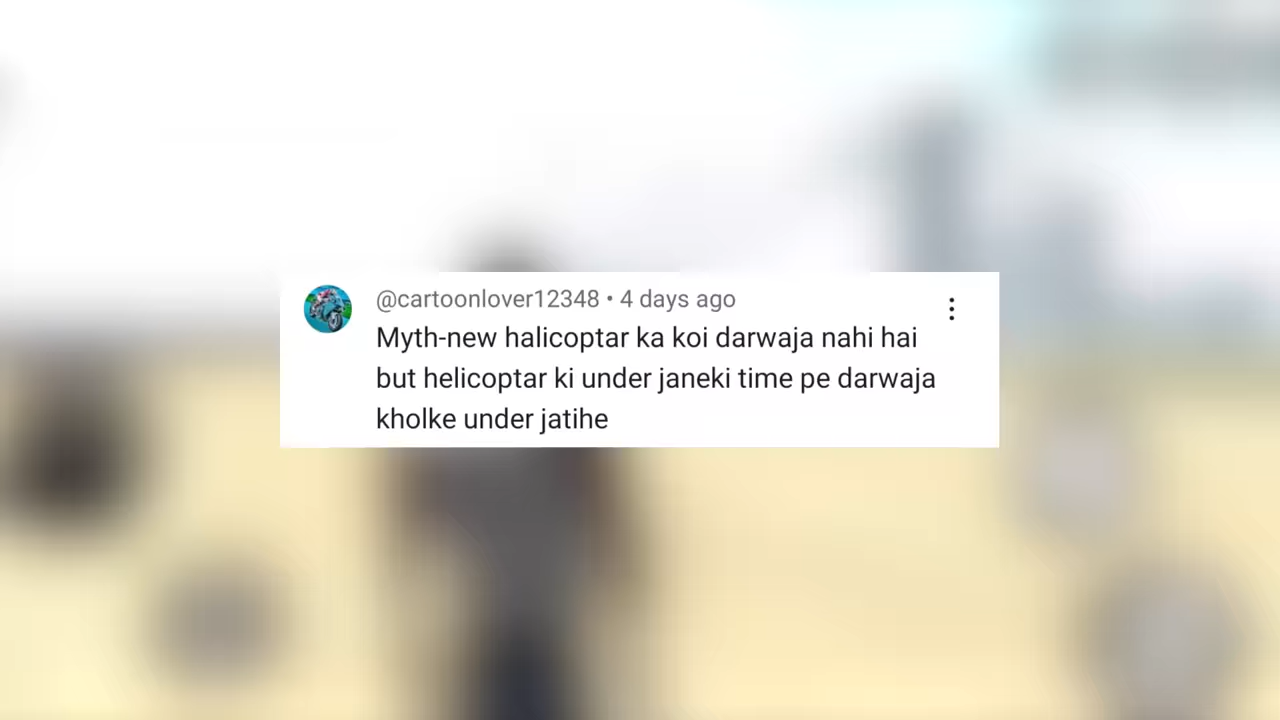 @cartoonlover12348 • 4 days ago
Myth-new halicoptar ka koi darwaja nahi hai
but helicoptar ki under janeki time pe darwaja
kholke under jatihe